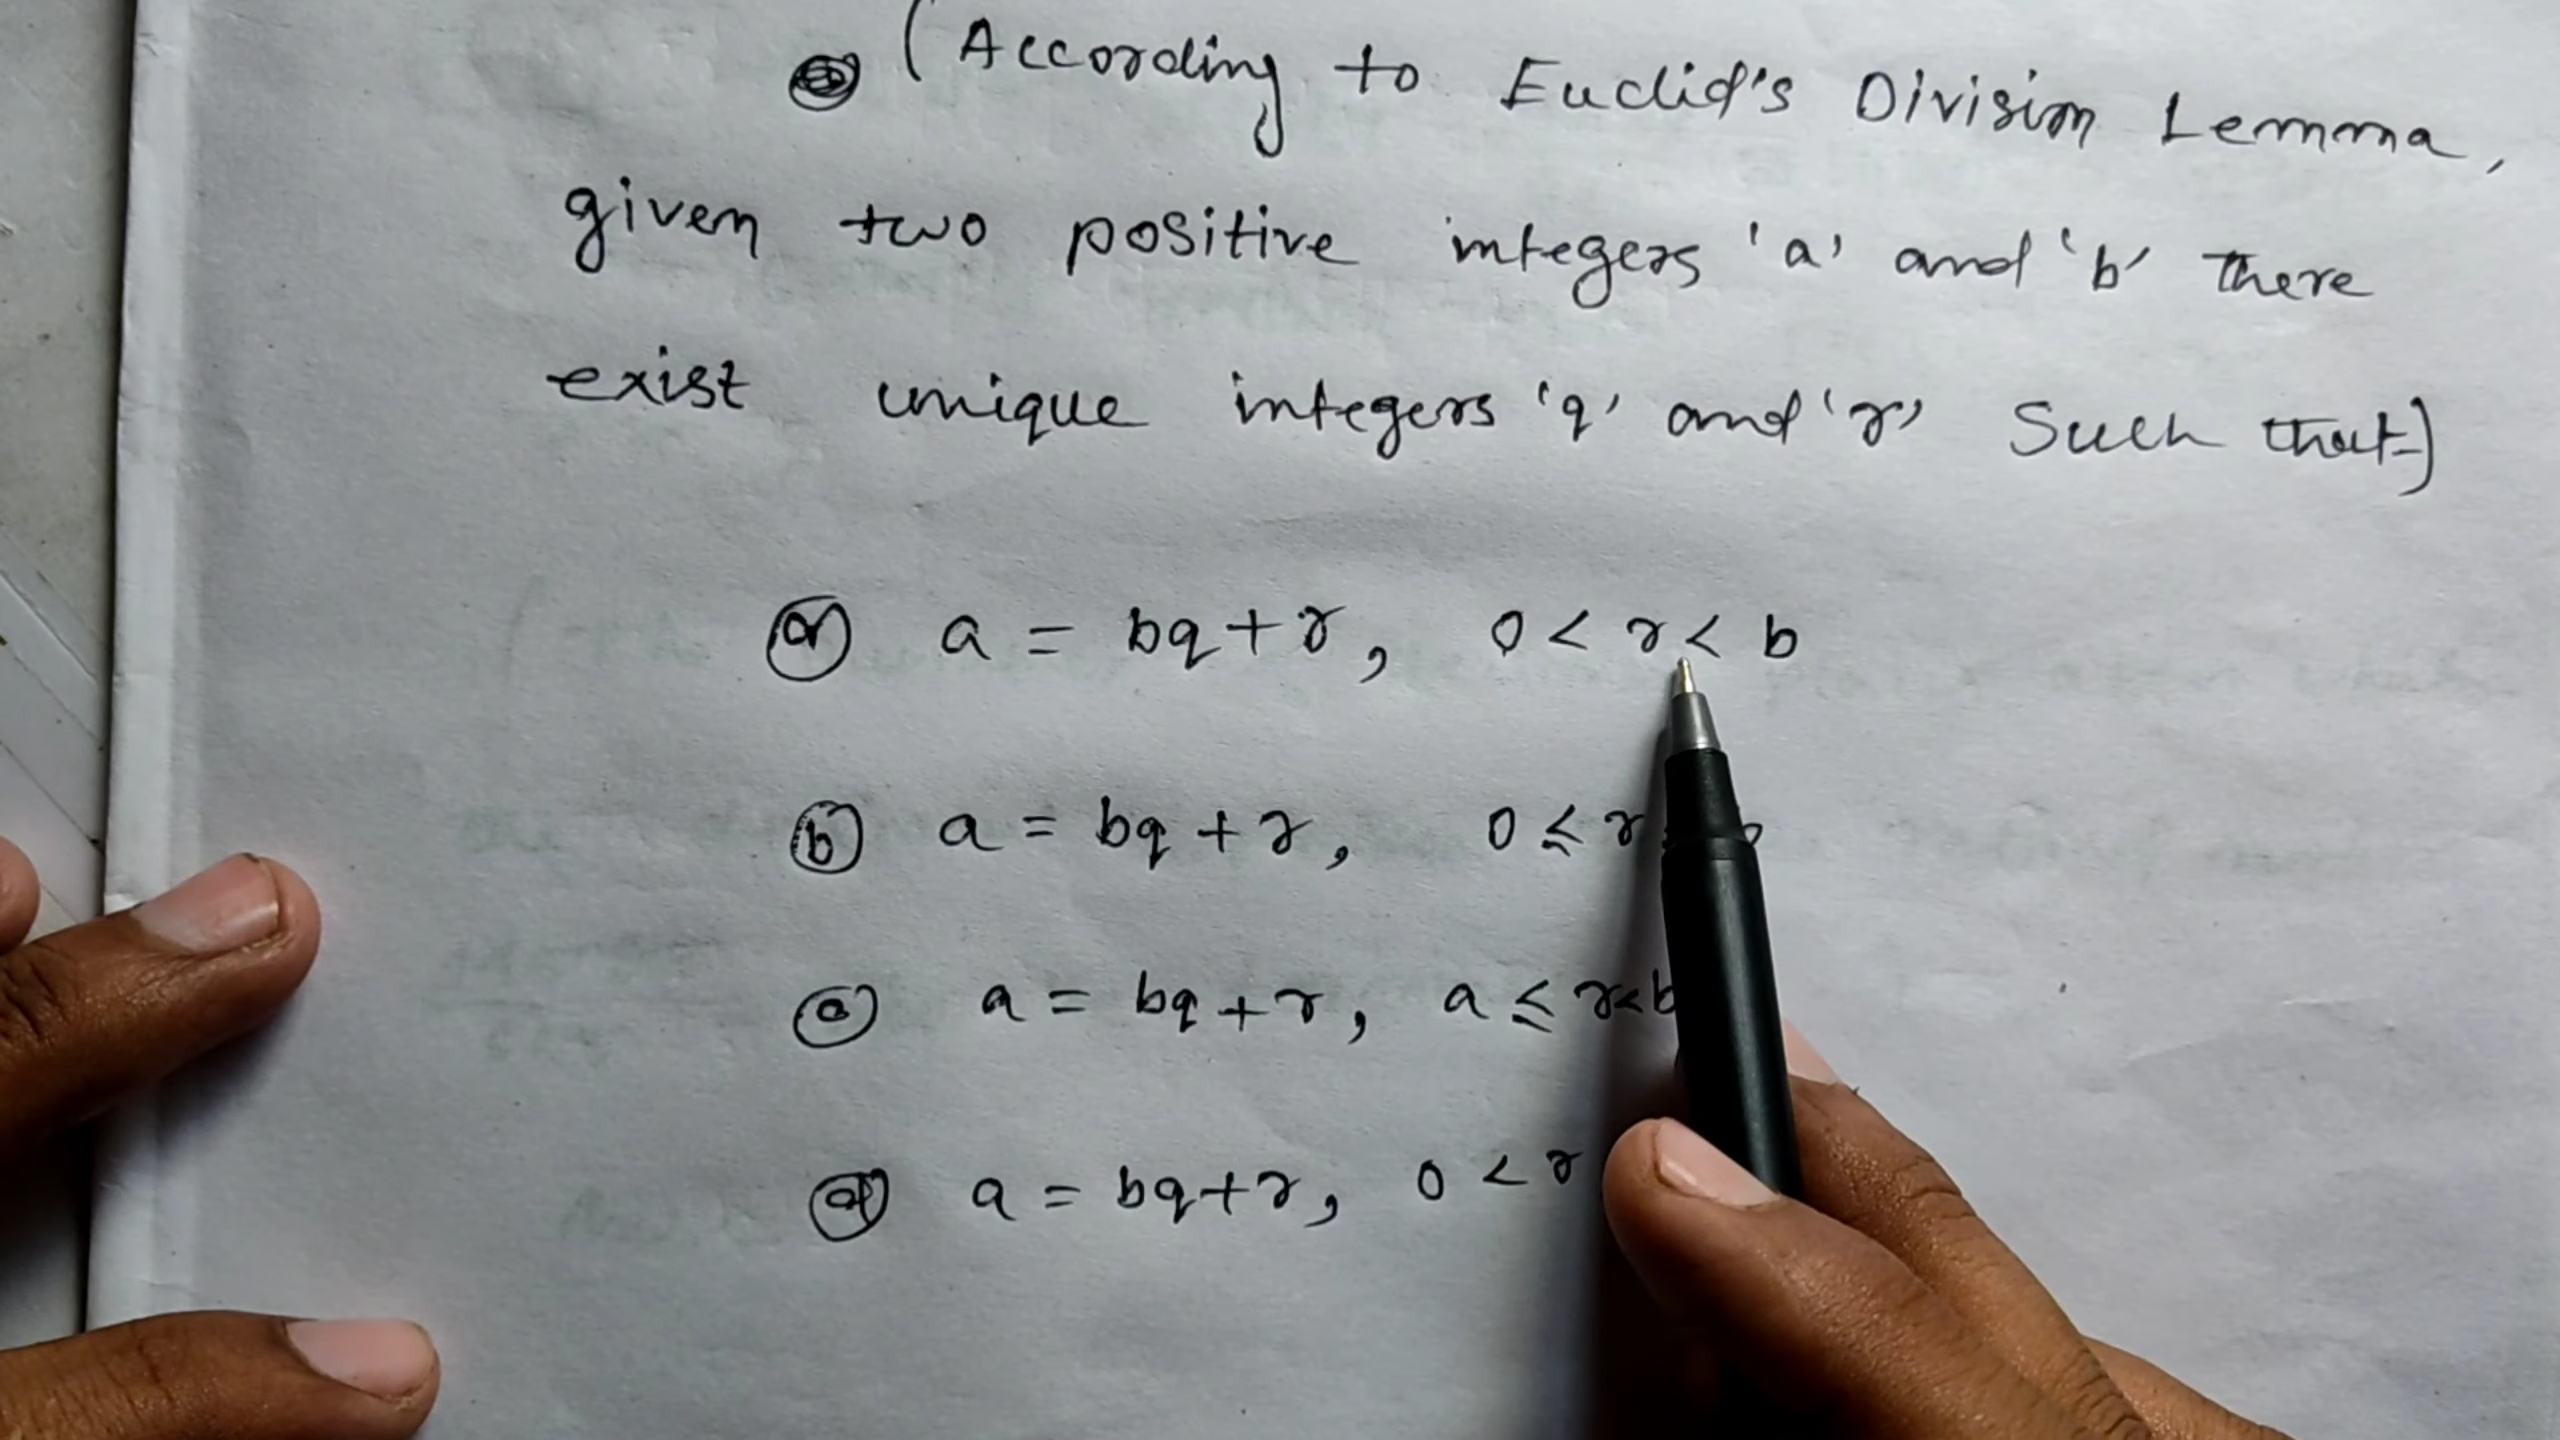 (According to Euclid's Division Lemma,
given two positive integers 'a' and 'b' there
exist unique integers 'q' and 'r' such that)
(a) a = bq + r, 0 < r < b
(b) a = bq + r, 0 ≤ r
(c) a = bq + r, a ≤ r < b
(d) a = bq + r, 0 < r